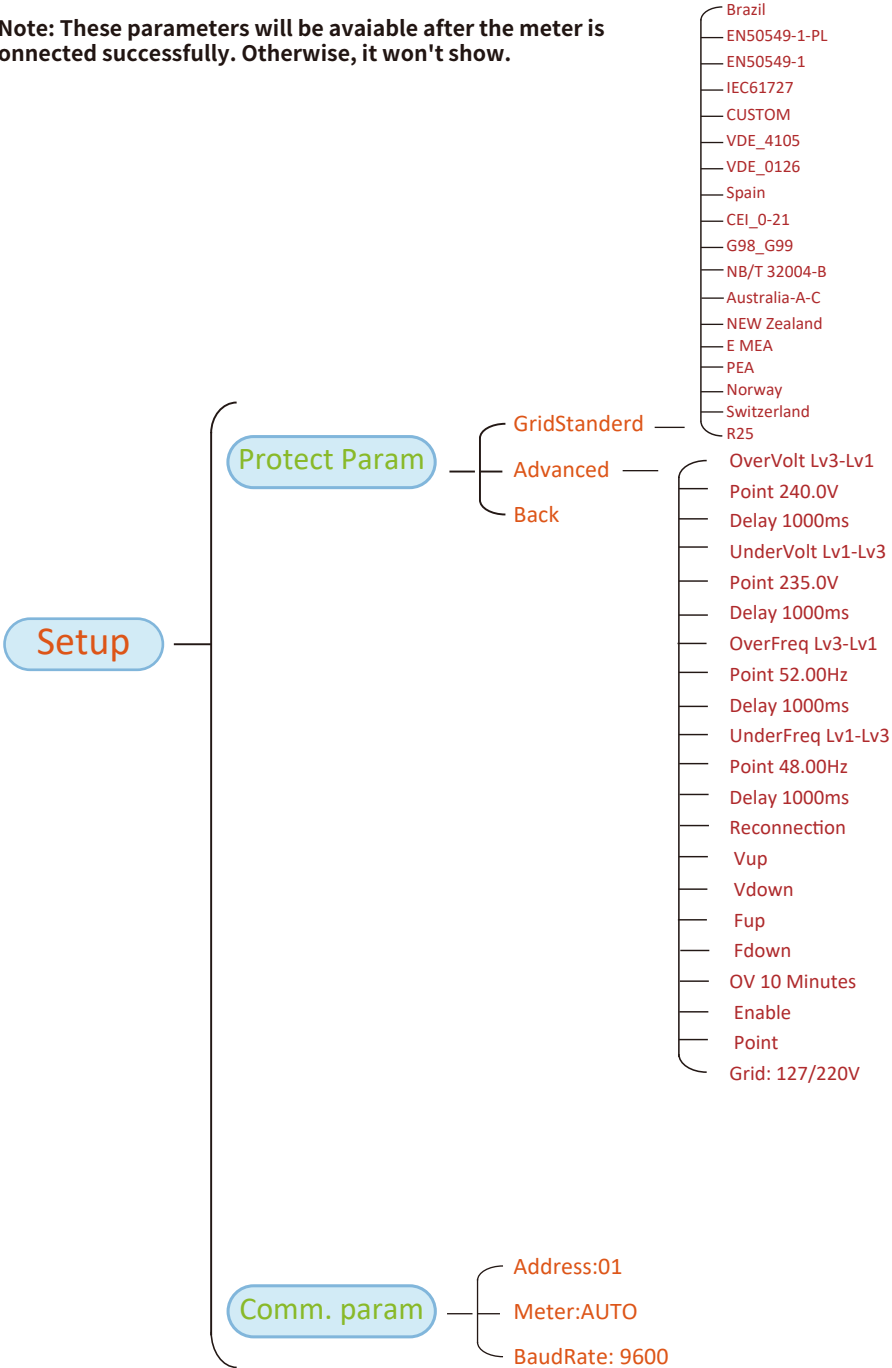 Note: These parameters will be avaiable after the meter is
onnected successfully. Otherwise, it won't show.
Setup
Protect Param
GridStanderd
Brazil
EN50549-1-PL
EN50549-1
IEC61727
CUSTOM
VDE_4105
VDE_0126
Spain
CEI_0-21
G98_G99
NB/T 32004-B
Australia-A-C
NEW Zealand
E MEA
PEA
Norway
Switzerland
R25
Advanced
OverVolt Lv3-Lv1
Point 240.0V
Delay 1000ms
UnderVolt Lv1-Lv3
Point 235.0V
Delay 1000ms
OverFreq Lv3-Lv1
Point 52.00Hz
Delay 1000ms
UnderFreq Lv1-Lv3
Point 48.00Hz
Delay 1000ms
Reconnection
Vup
Vdown
Fup
Fdown
OV 10 Minutes
Enable
Point
Grid: 127/220V
Back
Comm. param
Address:01
Meter:AUTO
BaudRate: 9600